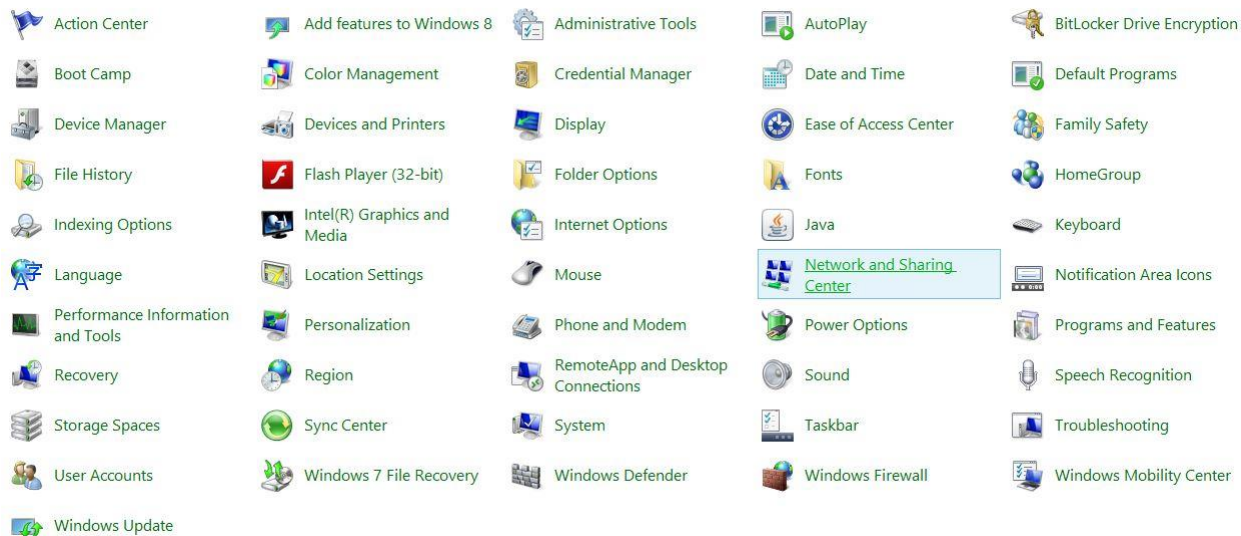 Action Center
Add features to Windows 8
Administrative Tools
AutoPlay
BitLocker Drive Encryption
Boot Camp
Color Management
Credential Manager
Date and Time
Default Programs
Device Manager
Devices and Printers
Display
Ease of Access Center
Family Safety
File History
Flash Player (32-bit)
Folder Options
Fonts
HomeGroup
Indexing Options
Intel(R) Graphics and
Media
Internet Options
Java
Keyboard
Language
Location Settings
Mouse
Network and Sharing
Center
Notification Area Icons
Performance Information
and Tools
Personalization
Phone and Modem
Power Options
Programs and Features
Recovery
Region
RemoteApp and Desktop
Connections
Sound
Speech Recognition
Storage Spaces
Sync Center
System
Taskbar
Troubleshooting
User Accounts
Windows 7 File Recovery
Windows Defender
Windows Firewall
Windows Mobility Center
Windows Update